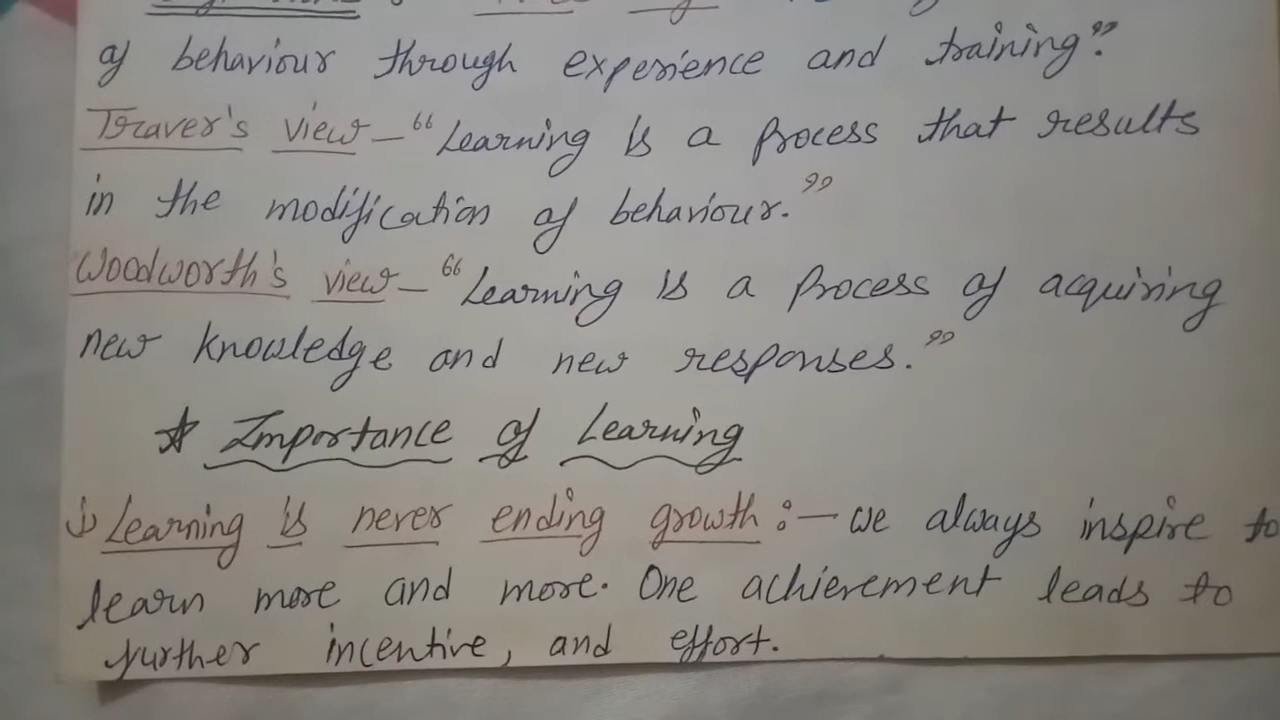 of behaviour through experience and training”.
Traver's view – “Learning is a process that results
in the modification of behaviour.”
Woodworth's view – “Learning is a process of acquiring
new knowledge and new responses.”
☆ Importance of Learning
i) Learning is never ending growth :– we always inspire to
learn more and more. One achievement leads to
further incentive, and effort.